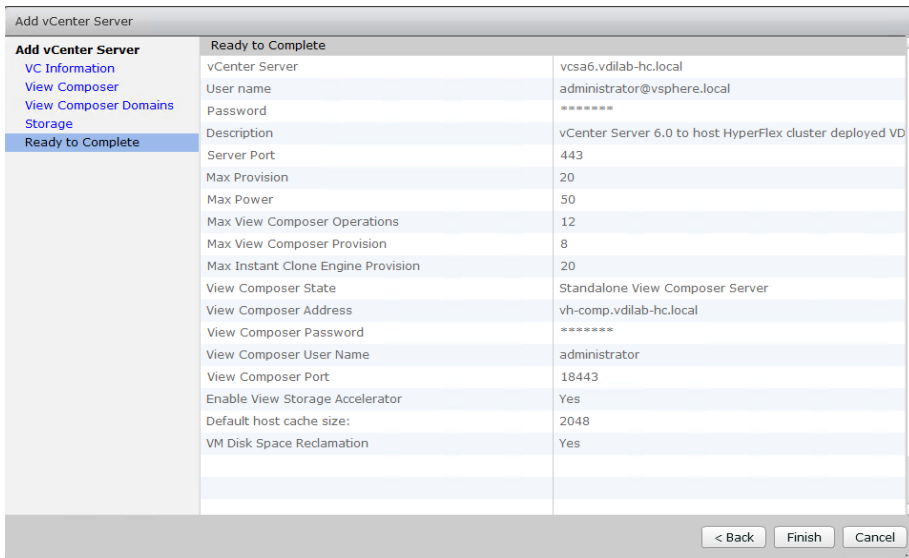 Add vCenter Server
Add vCenter Server
VC Information
View Composer
View Composer Domains
Storage
Ready to Complete
Ready to Complete
vCenter Server vcsa6.vdilab-hc.local
User name administrator@vsphere.local
Password *******
Description vCenter Server 6.0 to host HyperFlex cluster deployed VD
Server Port 443
Max Provision 20
Max Power 50
Max View Composer Operations 12
Max View Composer Provision 8
Max Instant Clone Engine Provision 20
View Composer State Standalone View Composer Server
View Composer Address vh-comp.vdilab-hc.local
View Composer Password *******
View Composer User Name administrator
View Composer Port 18443
Enable View Storage Accelerator Yes
Default host cache size: 2048
VM Disk Space Reclamation Yes
< Back Finish Cancel